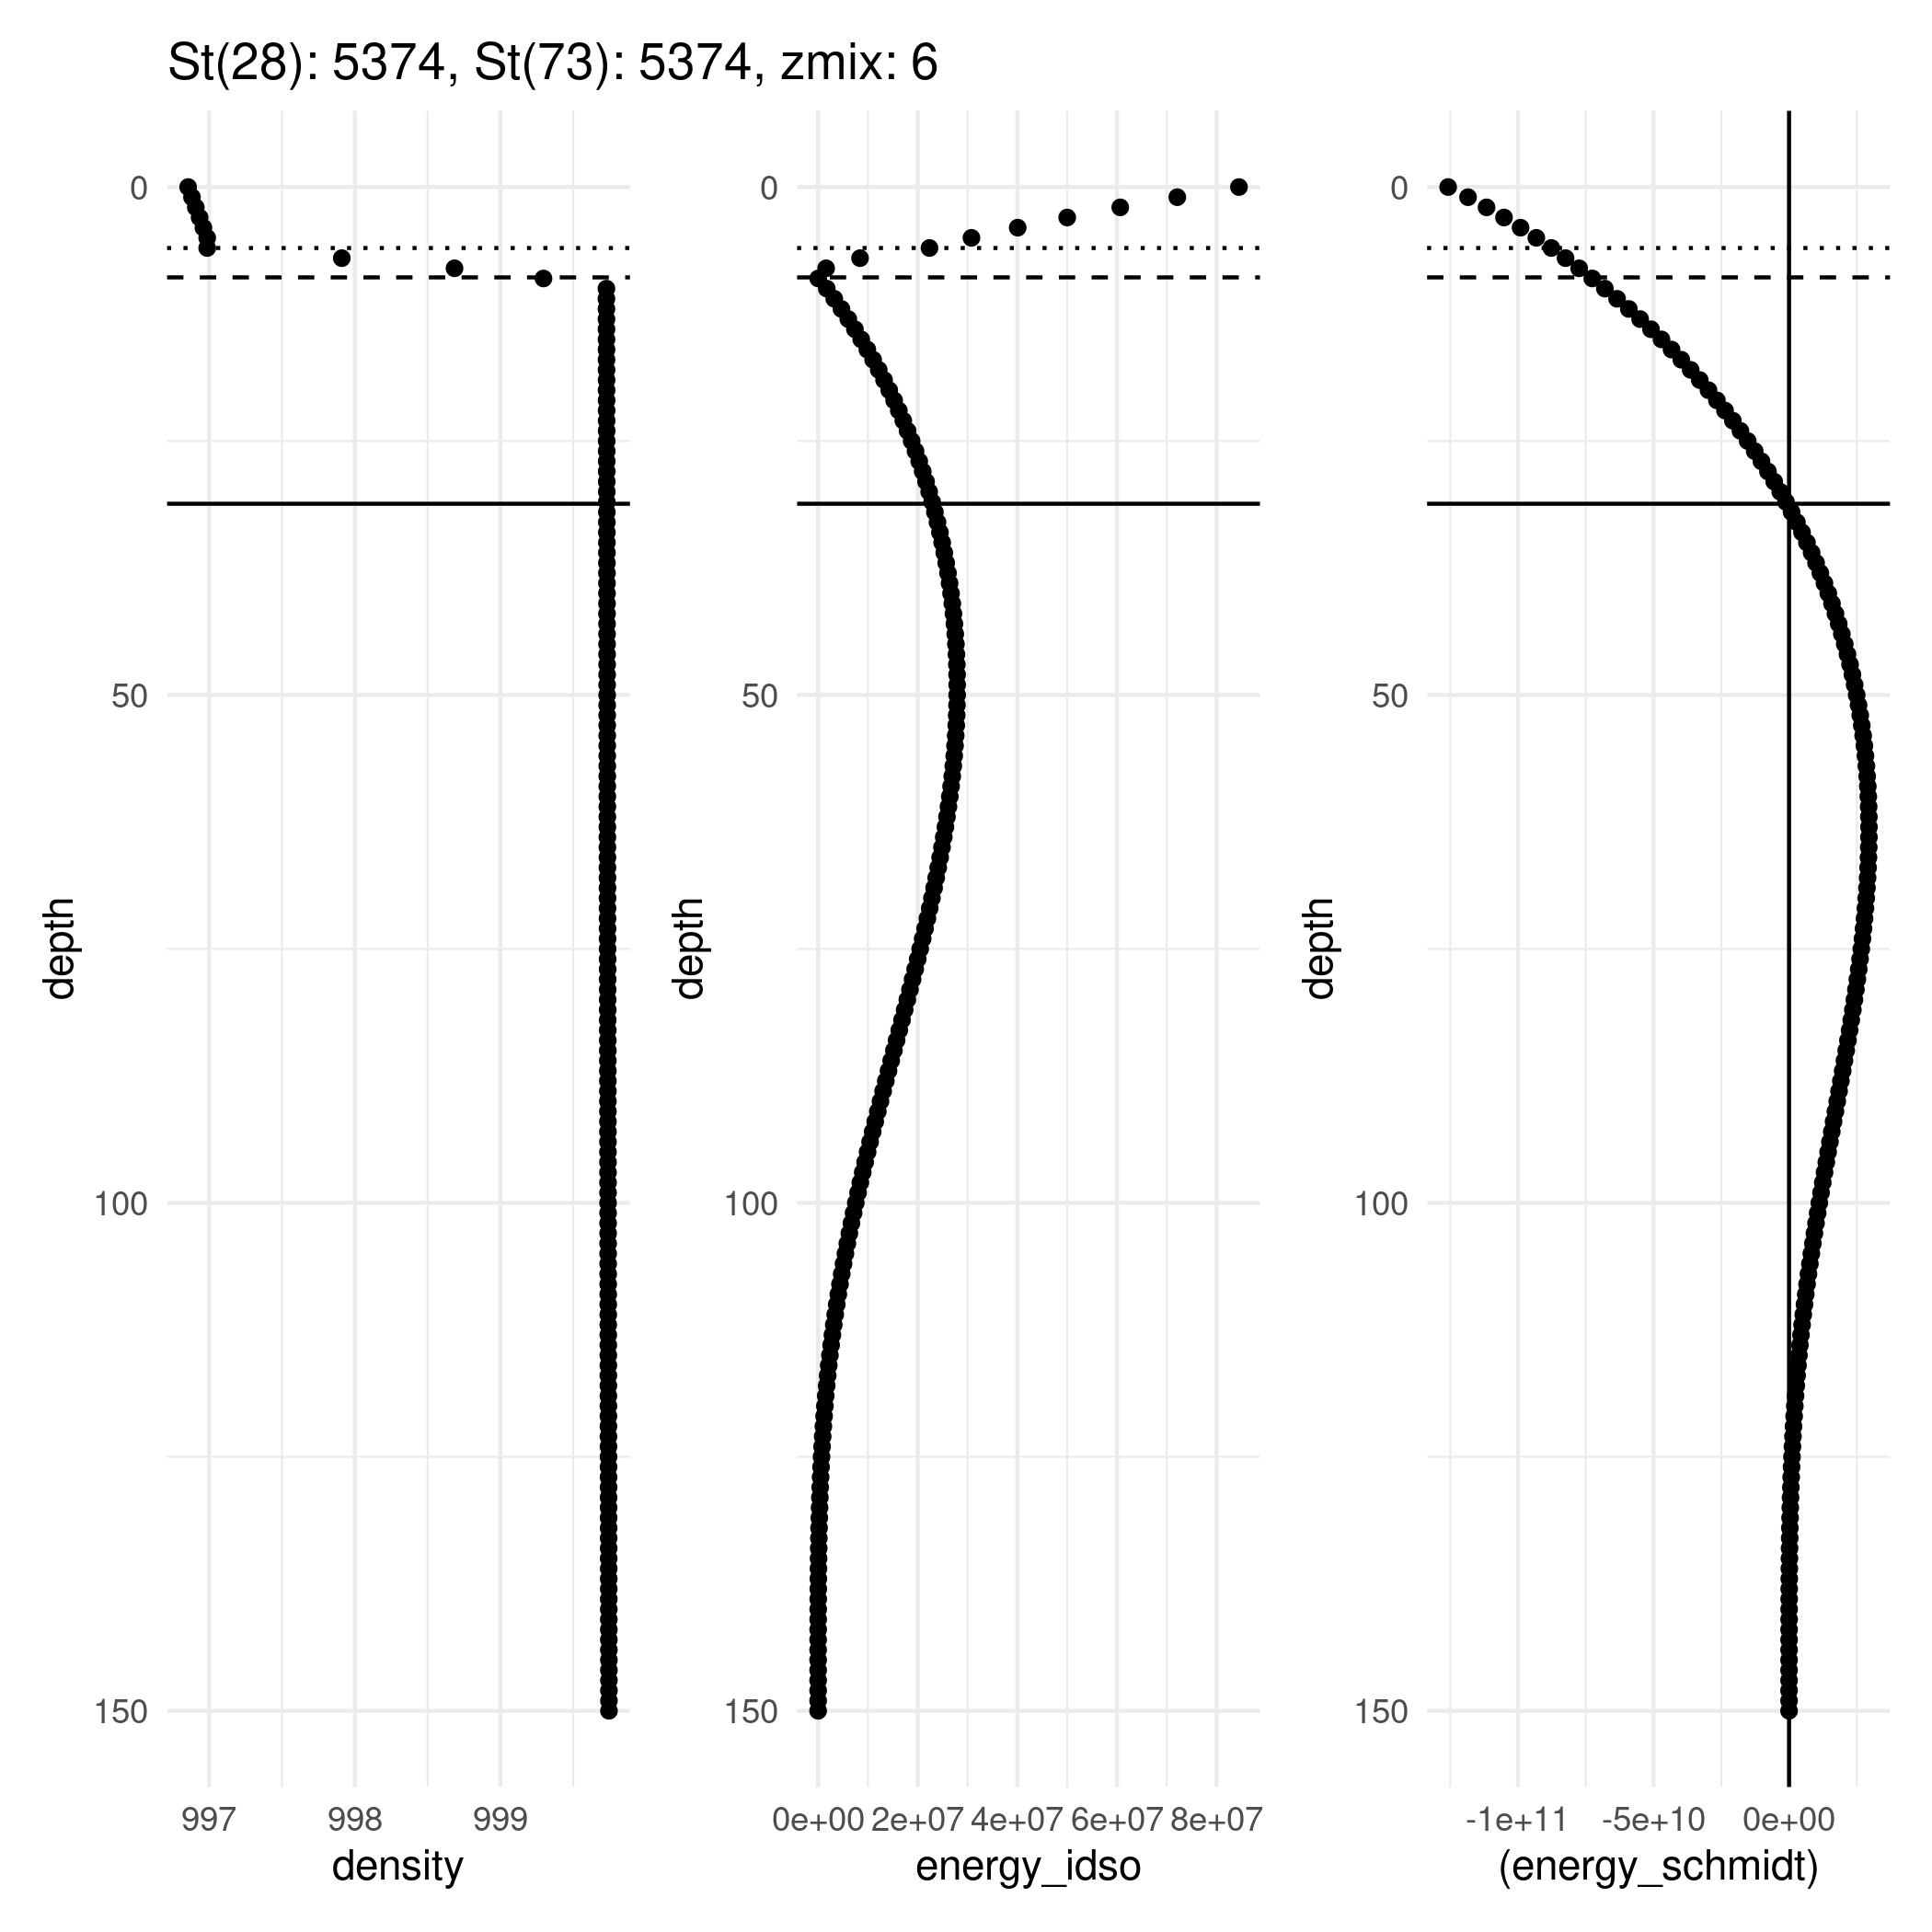 St(28): 5374, St(73): 5374, zmix: 6
0
50
100
150
depth
997 998 999
density
0
50
100
150
depth
0e+00 2e+07 4e+07 6e+07 8e+07
energy_idso
0
50
100
150
depth
-1e+11 -5e+10 0e+00
(energy_schmidt)